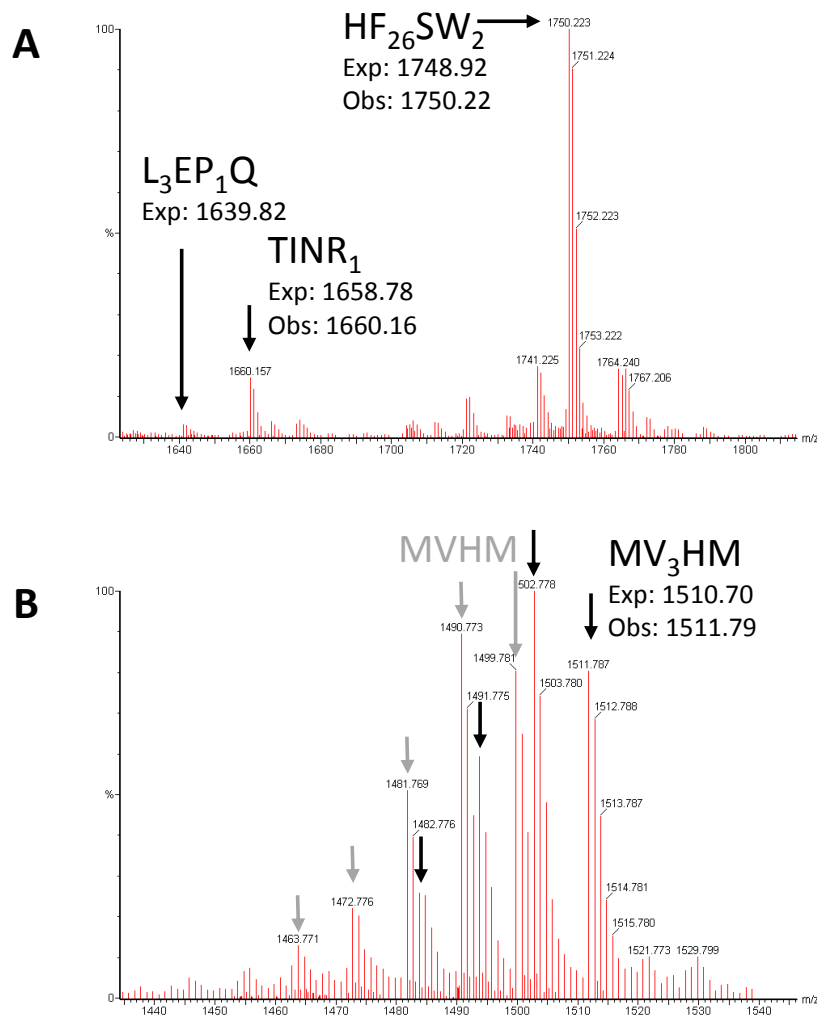 A
100
%
0
HF₂₆SW₂
Exp: 1748.92
Obs: 1750.22
1750.223
1751.224
1752.223
1753.222
1741.225
1764.240
1767.206
L₃EP₁Q
Exp: 1639.82
TINR₁
Exp: 1658.78
Obs: 1660.16
1660.157
1640 1660 1680 1700 1720 1740 1760 1780 1800 m/z
B
100
%
0
MVHM
MV₃HM
Exp: 1510.70
Obs: 1511.79
502.778
1490.773
1499.781
1511.787
1491.775
1503.780
1512.788
1481.769
1482.776
1513.787
1472.776
1514.781
1463.771
1515.780
1521.773
1529.799
1440 1450 1460 1470 1480 1490 1500 1510 1520 1530 1540 m/z